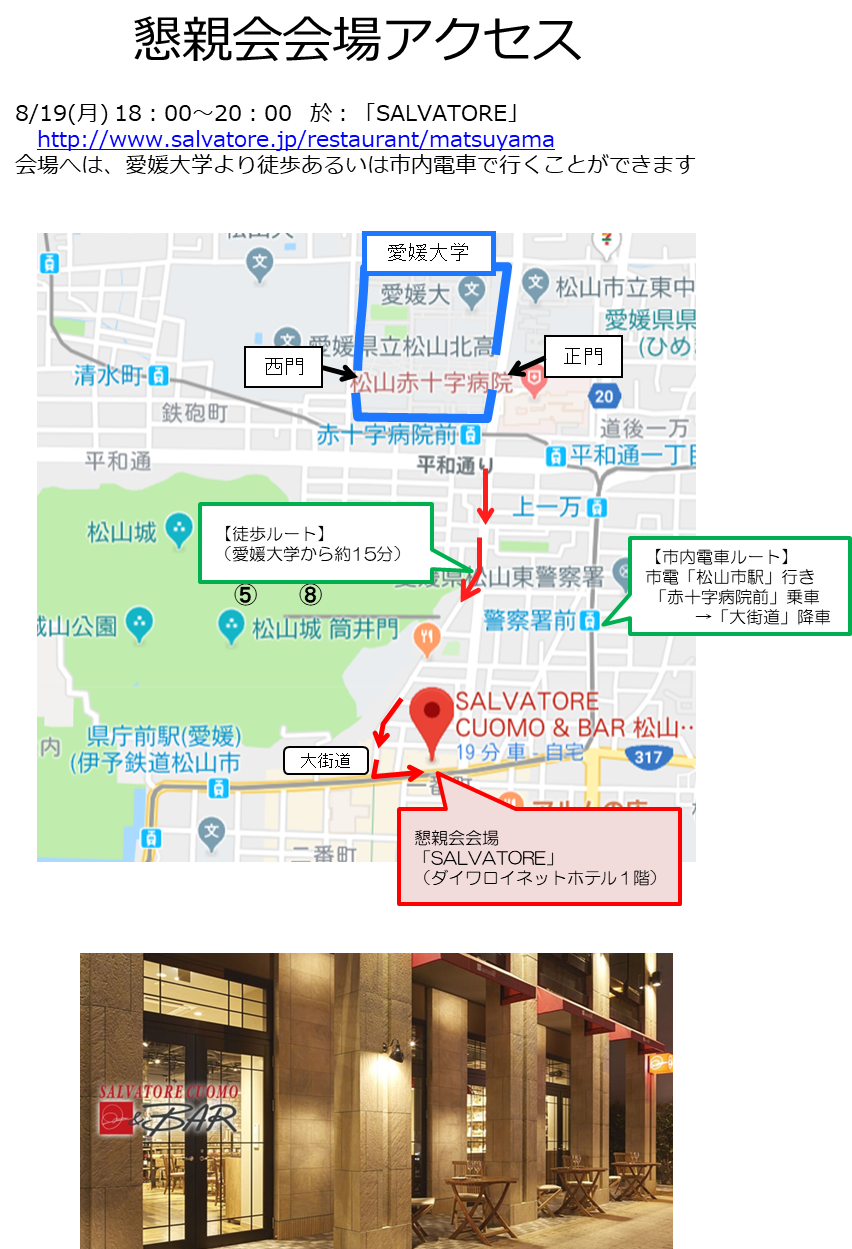 懇親会会場アクセス
8/19(月) 18：00～20：00 於：「SALVATORE」
http://www.salvatore.jp/restaurant/matsuyama
会場へは、愛媛大学より徒歩あるいは市内電車で行くことができます
愛媛大学
文
愛媛大
文
文
松山市立東中
愛媛県県
(ひめ
文
愛媛県立松山北高
西門
正門
清水町
松山赤十字病院
20
鉄砲町
道後一万
赤十字病院前
平和通
平和通り
平和通一丁目
上一万
松山城
【徒歩ルート】
（愛媛大学から約15分）
愛媛県松山東警察署
【市内電車ルート】
市電「松山市駅」行き
「赤十字病院前」乗車
→「大街道」降車
⑤ ⑧
城山公園
松山城 筒井門
警察署前
SALVATORE
CUOMO & BAR 松山…
19 分 車 - 自宅
県庁前駅(愛媛)
(伊予鉄道松山市
内
大街道
317
一番町
文
二番町
懇親会会場
「SALVATORE」
（ダイワロイネットホテル１階）
SALVATORE CUOMO
& BAR